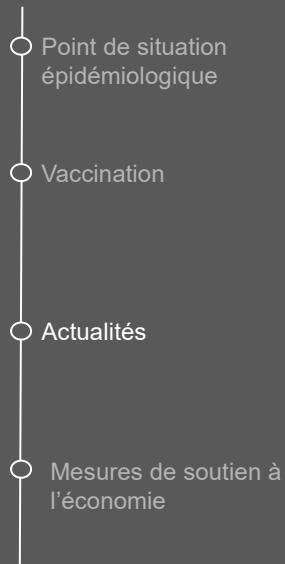 Point de situation
épidémiologique
Vaccination
Actualités
Mesures de soutien à
l’économie